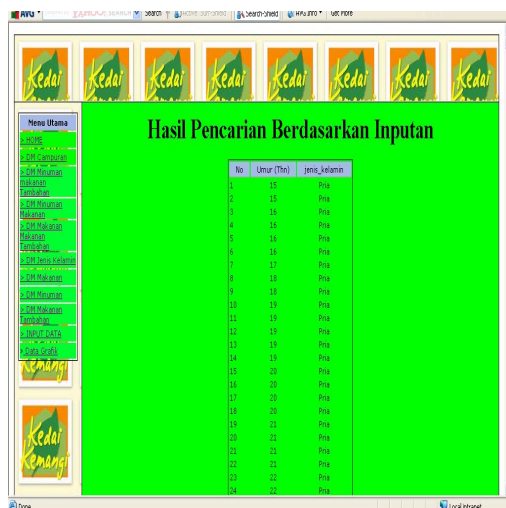 AVG
YAHOO! SEARCH
Search
Active Surf-Shield
Search-Shield
AVG Info
Get More
Kedai
Kedai
Kedai
Kedai
Kedai
Kedai
Kedai
Kedai
Menu Utama
> HOME
> DM Campuran
> DM Minuman
makanan
Tambahan
> DM Minuman
Makanan
> DM Makanan
Makanan
Tambahan
> DM Jenis Kelamin
> DM Makanan
> DM Minuman
> DM Makanan
Tambahan
> INPUT DATA
> Data Grafik
Kemangi
Kedai
Kemangi
Hasil Pencarian Berdasarkan Inputan
No Umur (Thn) jenis_kelamin
1 15 Pria
2 15 Pria
3 16 Pria
4 16 Pria
5 16 Pria
6 16 Pria
7 17 Pria
8 18 Pria
9 18 Pria
10 19 Pria
11 19 Pria
12 19 Pria
13 19 Pria
14 19 Pria
15 20 Pria
16 20 Pria
17 20 Pria
18 20 Pria
19 21 Pria
20 21 Pria
21 21 Pria
22 21 Pria
23 22 Pria
24 22 Pria
Done
Local intranet